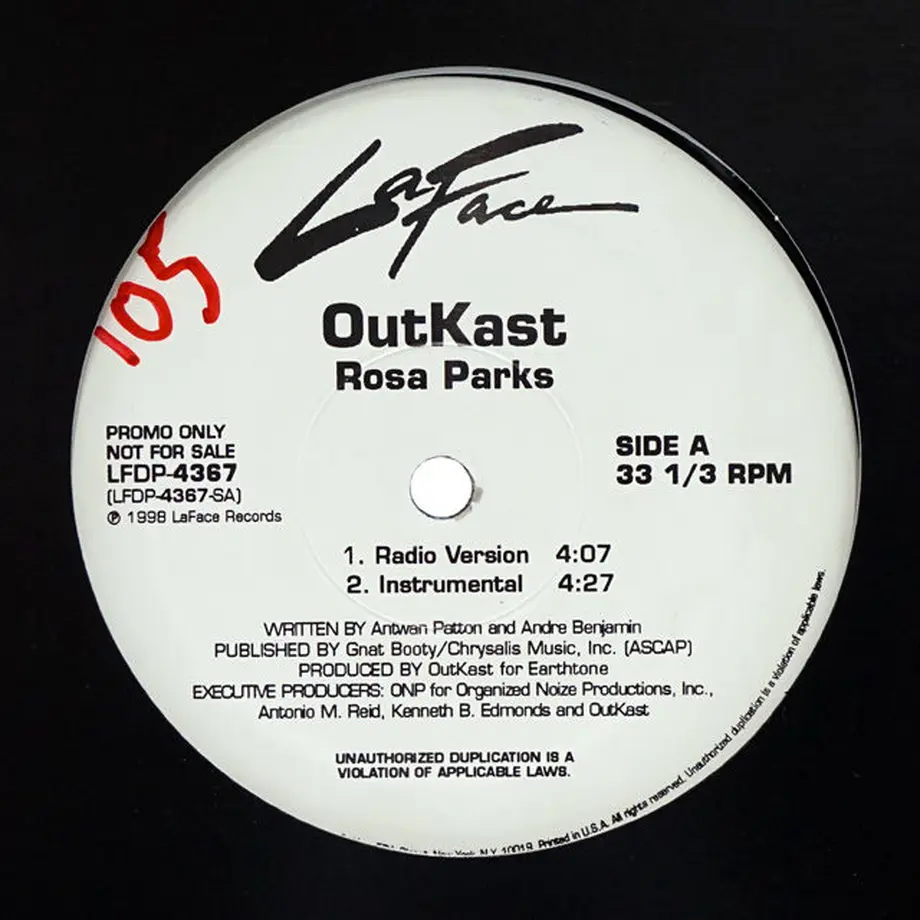 LaFace
105
OutKast
Rosa Parks
PROMO ONLY
NOT FOR SALE
LFDP-4367
(LFDP-4367-SA)
℗ 1998 LaFace Records
SIDE A
33 1/3 RPM
1. Radio Version 4:07
2. Instrumental 4:27
WRITTEN BY Antwan Patton and Andre Benjamin
PUBLISHED BY Gnat Booty/Chrysalis Music, Inc. (ASCAP)
PRODUCED BY OutKast for Earthtone
EXECUTIVE PRODUCERS: ONP for Organized Noize Productions, Inc.,
Antonio M. Reid, Kenneth B. Edmonds and OutKast
UNAUTHORIZED DUPLICATION IS A
VIOLATION OF APPLICABLE LAWS.
New York, N.Y. 10019. Printed in U.S.A. All rights reserved. Unauthorized duplication is a violation of applicable laws.